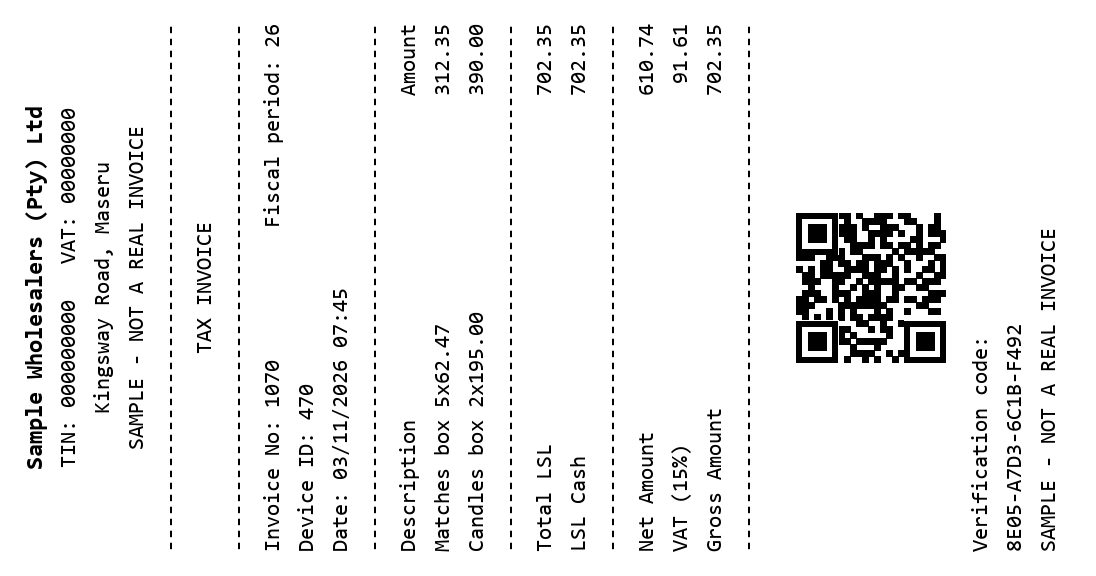 Sample Wholesalers (Pty) Ltd
TIN: 000000000 VAT: 00000000
Kingsway Road, Maseru
SAMPLE - NOT A REAL INVOICE
TAX INVOICE
Invoice No: 1070 Fiscal period: 26
Device ID: 470
Date: 03/11/2026 07:45
Description Amount
Matches box 5x62.47 312.35
Candles box 2x195.00 390.00
Total LSL 702.35
LSL Cash 702.35
Net Amount 610.74
VAT (15%) 91.61
Gross Amount 702.35
Verification code:
8E05-A7D3-6C1B-F492
SAMPLE - NOT A REAL INVOICE